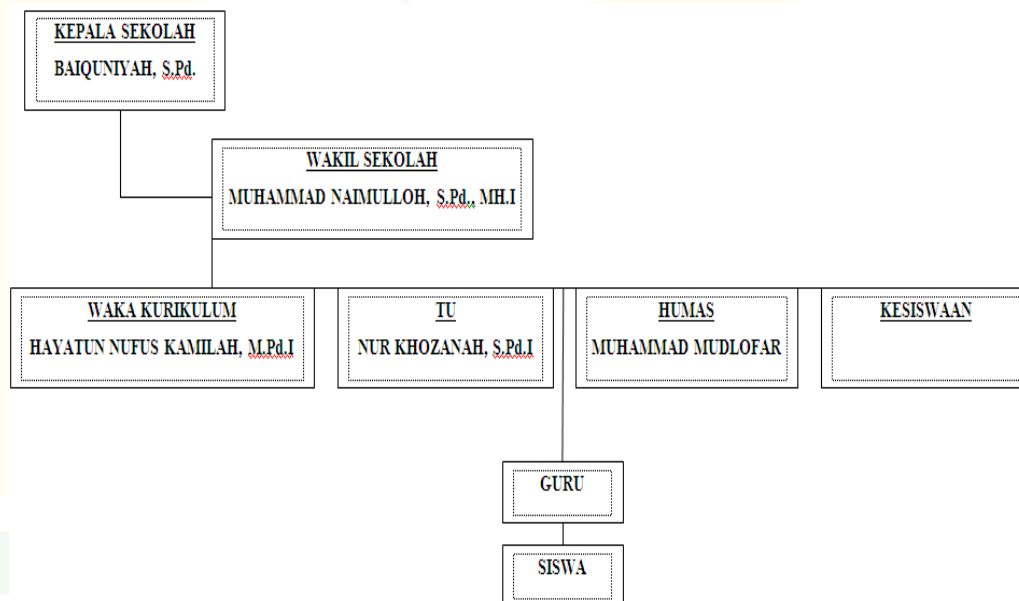 KEPALA SEKOLAH
BAIQUNIYAH, S.Pd.
WAKIL SEKOLAH
MUHAMMAD NAIMULLOH, S.Pd., MH.I
WAKA KURIKULUM
HAYATUN NUFUS KAMILAH, M.Pd.I
TU
NUR KHOZANAH, S.Pd.I
HUMAS
MUHAMMAD MUDLOFAR
KESISWAAN
GURU
SISWA